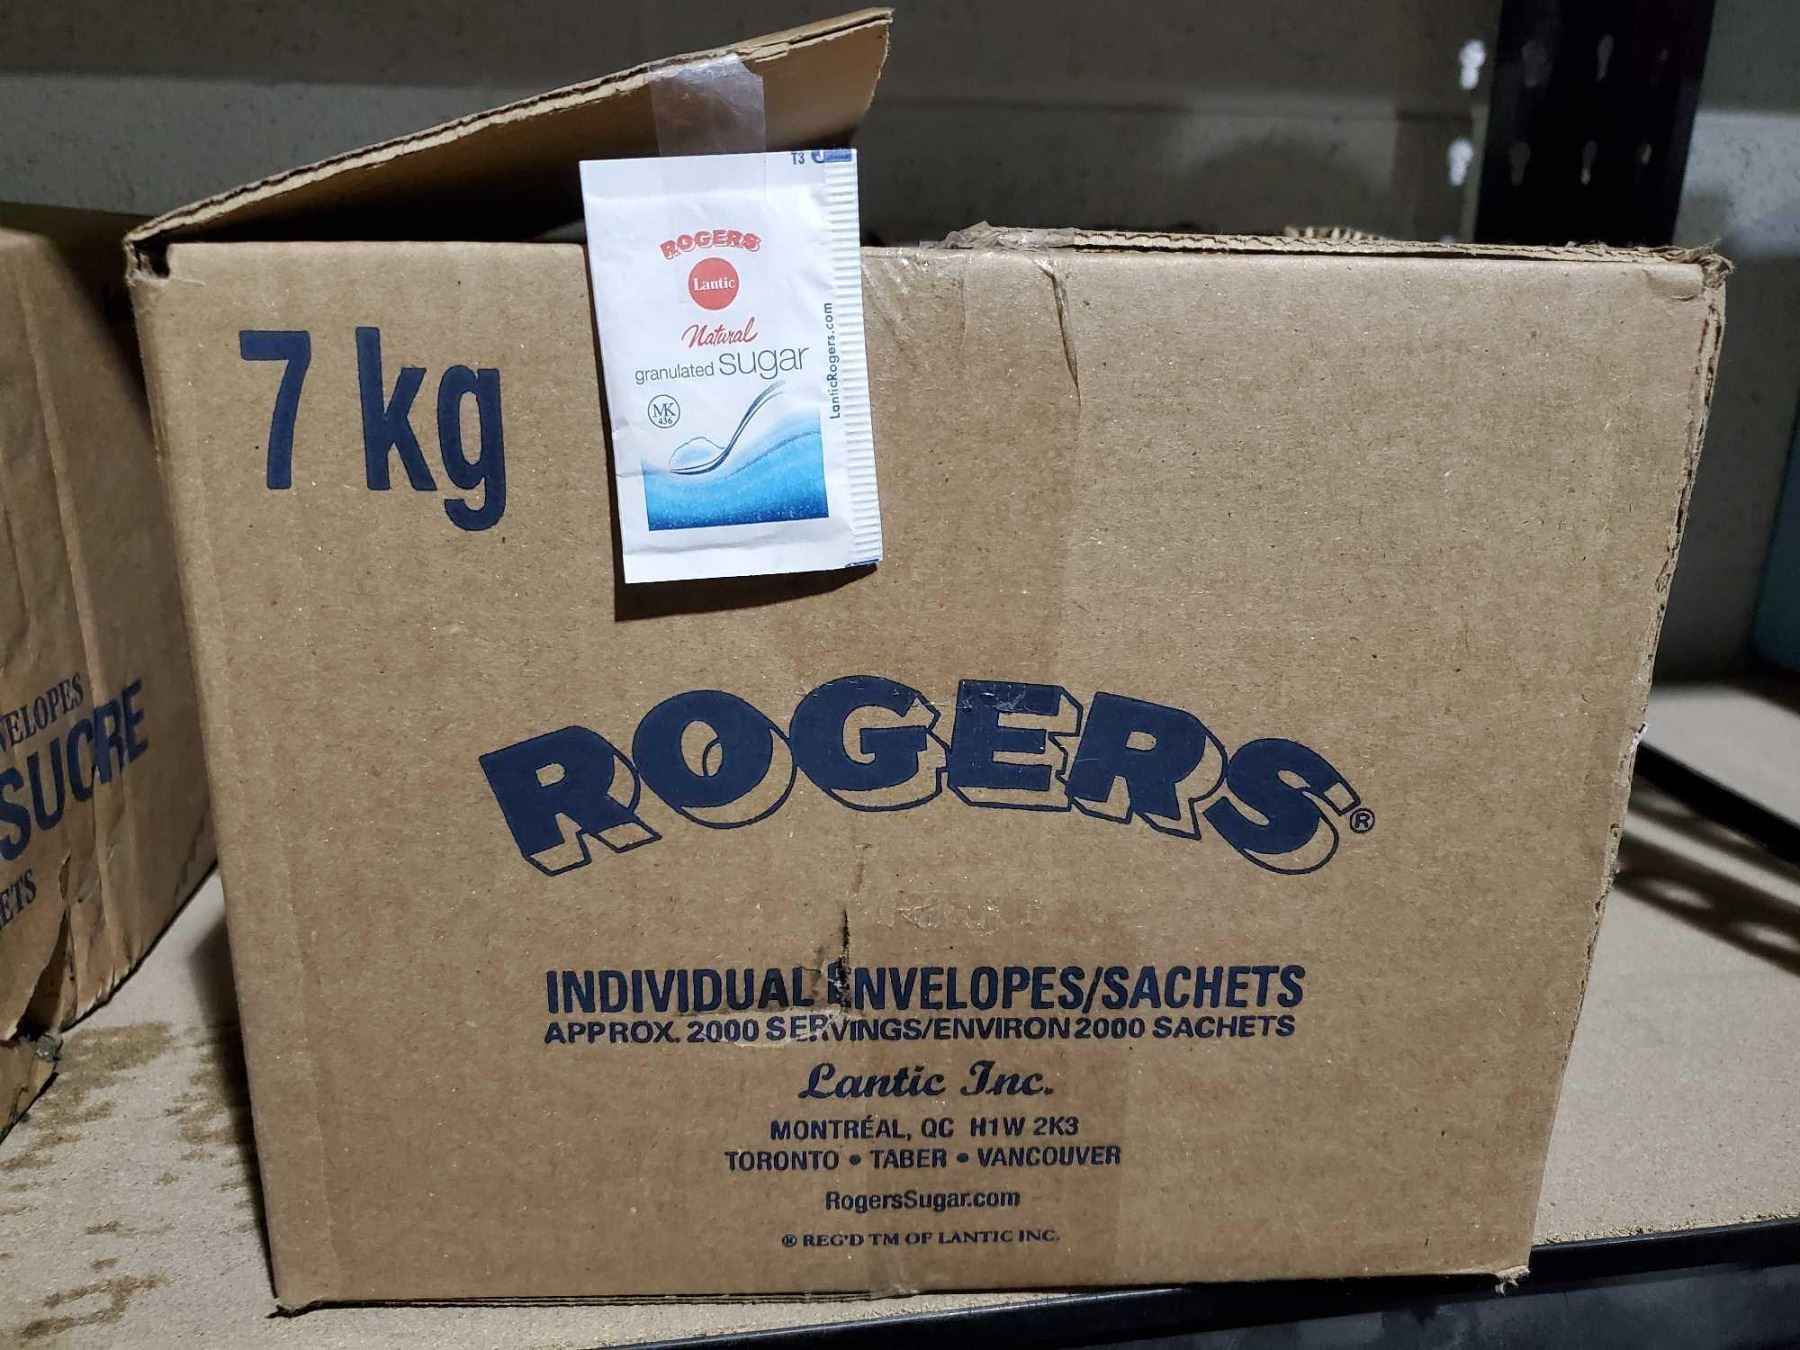 T3
ROGERS
Lantic
Natural
granulated sugar
MK
436
LanticRogers.com
7 kg
ROGERS®
INDIVIDUAL ENVELOPES/SACHETS
APPROX. 2000 SERVINGS/ENVIRON 2000 SACHETS
Lantic Inc.
MONTRÉAL, QC H1W 2K3
TORONTO • TABER • VANCOUVER
RogersSugar.com
® REG'D TM OF LANTIC INC.
VELOPES
SUCRE
ETS